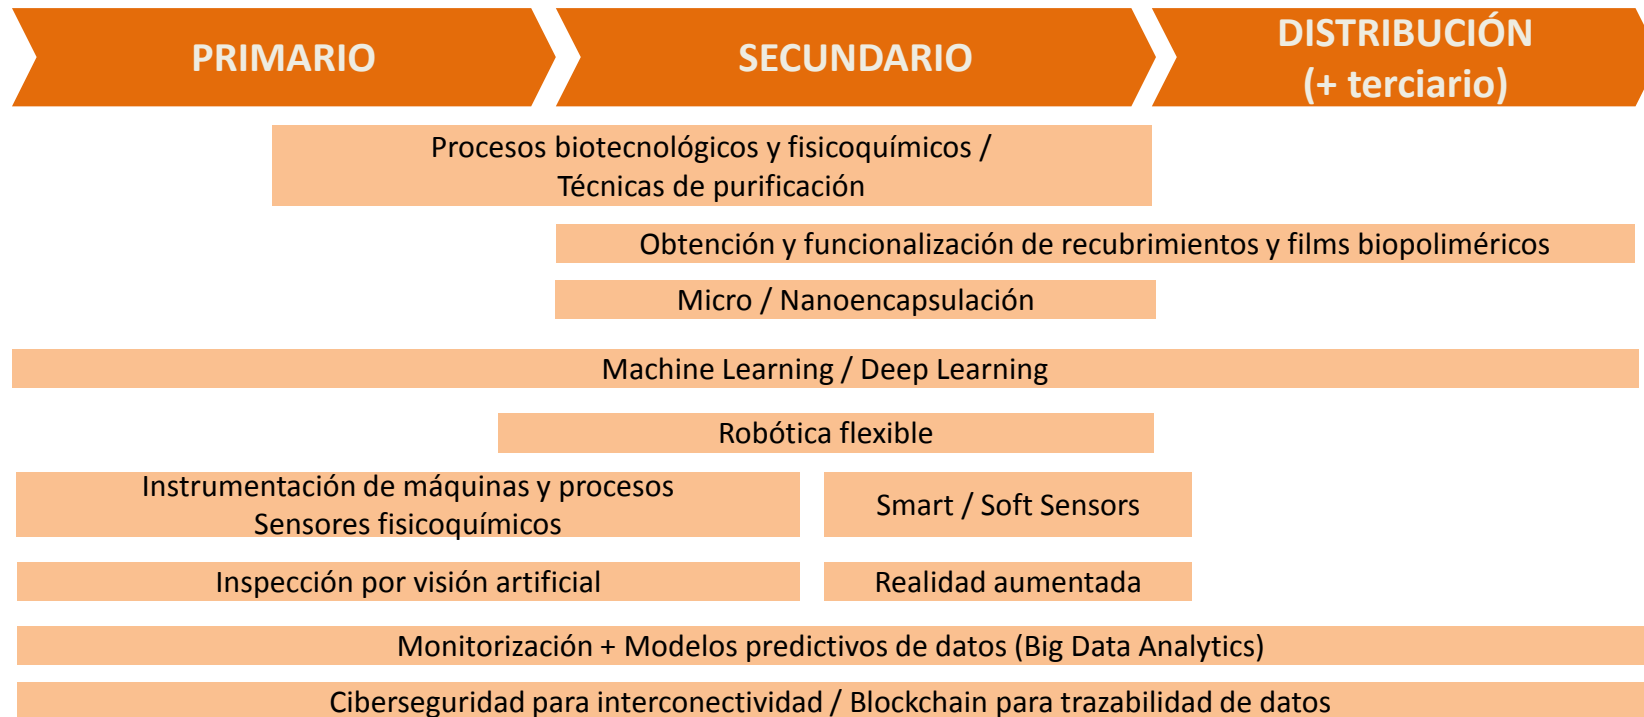 PRIMARIO
SECUNDARIO
DISTRIBUCIÓN
(+ terciario)
Procesos biotecnológicos y fisicoquímicos /
Técnicas de purificación
Obtención y funcionalización de recubrimientos y films biopoliméricos
Micro / Nanoencapsulación
Machine Learning / Deep Learning
Robótica flexible
Instrumentación de máquinas y procesos
Sensores fisicoquímicos
Smart / Soft Sensors
Inspección por visión artificial
Realidad aumentada
Monitorización + Modelos predictivos de datos (Big Data Analytics)
Ciberseguridad para interconectividad / Blockchain para trazabilidad de datos